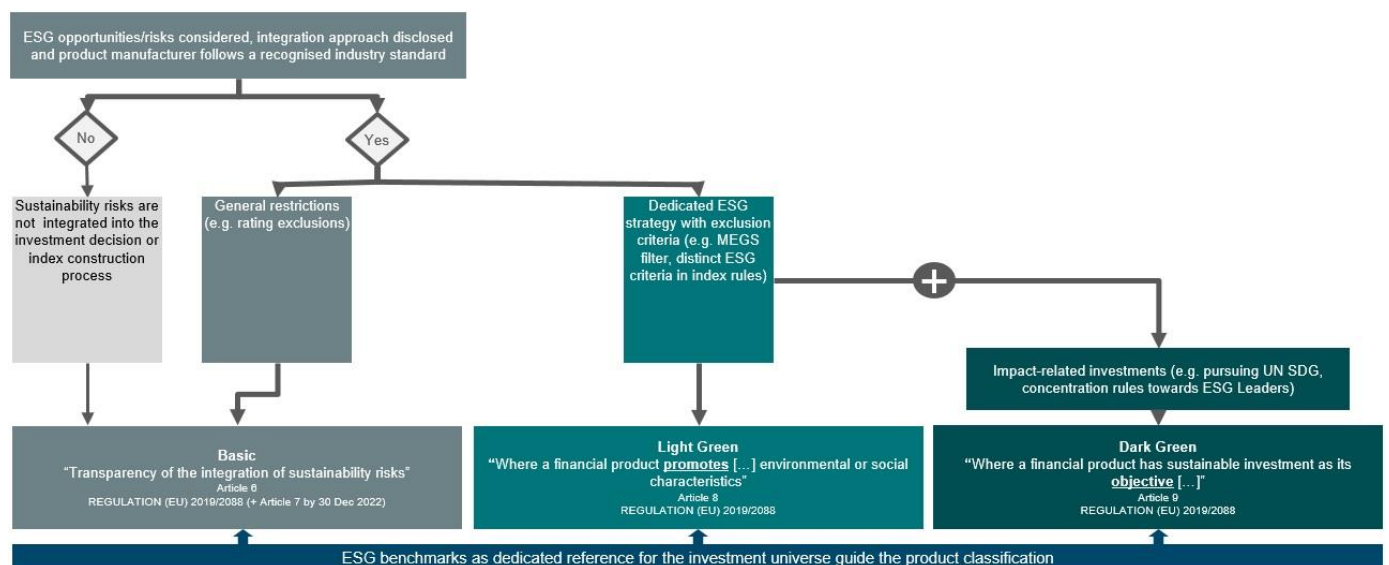 ESG opportunities/risks considered, integration approach disclosed
and product manufacturer follows a recognised industry standard
No
Yes
Sustainability risks are
not integrated into the
investment decision or
index construction
process
General restrictions
(e.g. rating exclusions)
Dedicated ESG
strategy with exclusion
criteria (e.g. MEGS
filter, distinct ESG
criteria in index rules)
+
Impact-related investments (e.g. pursuing UN SDG,
concentration rules towards ESG Leaders)
Basic
“Transparency of the integration of sustainability risks”
Article 6
REGULATION (EU) 2019/2088 (+ Article 7 by 30 Dec 2022)
Light Green
“Where a financial product promotes […] environmental or social
characteristics”
Article 8
REGULATION (EU) 2019/2088
Dark Green
“Where a financial product has sustainable investment as its
objective […]”
Article 9
REGULATION (EU) 2019/2088
ESG benchmarks as dedicated reference for the investment universe guide the product classification